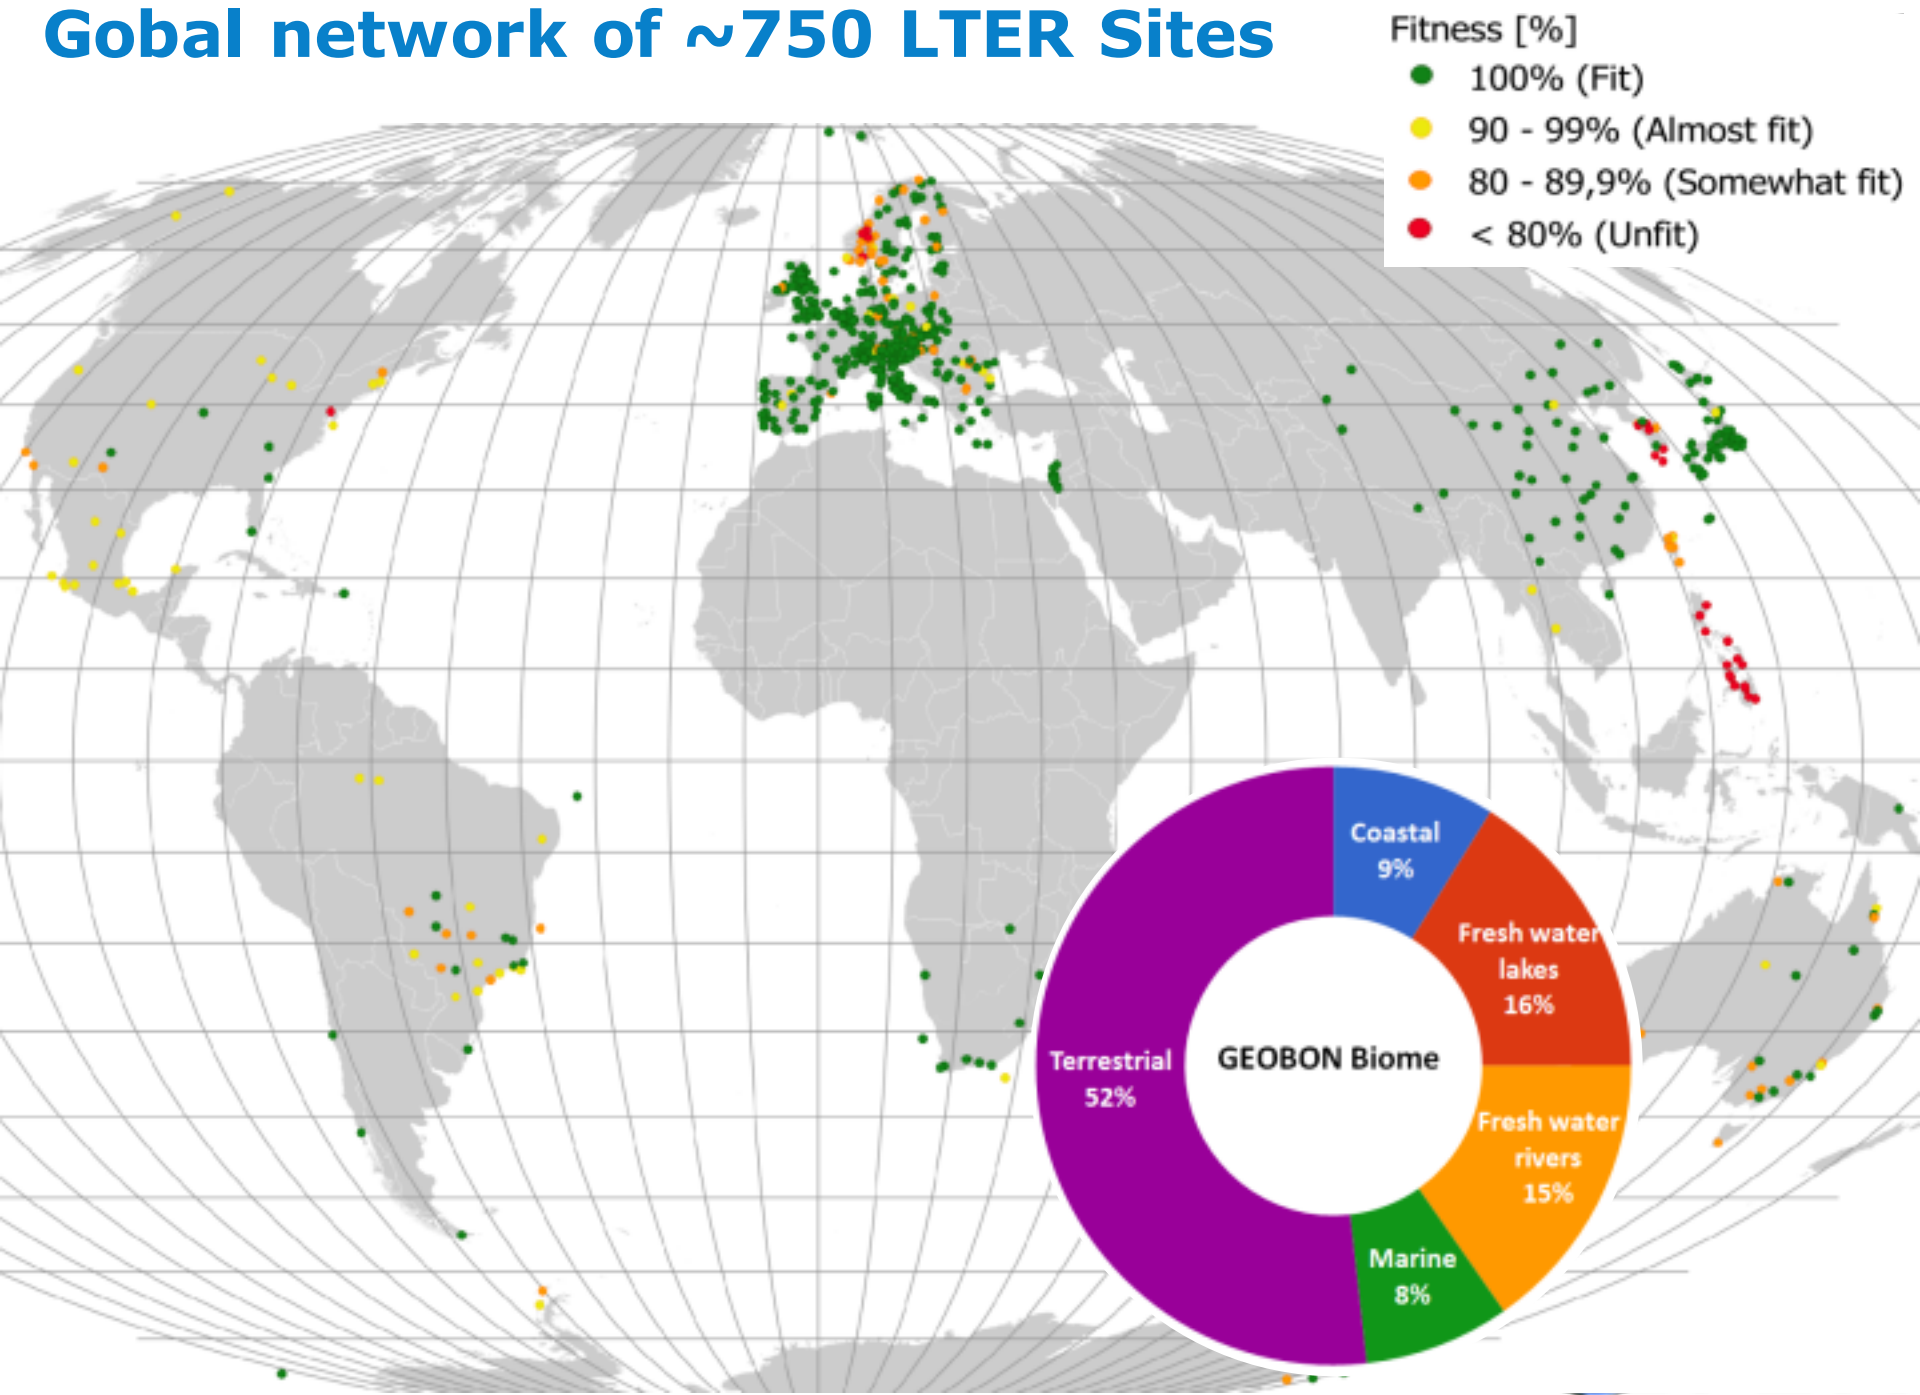 Gobal network of ~750 LTER Sites
Fitness [%]
100% (Fit)
90 - 99% (Almost fit)
80 - 89,9% (Somewhat fit)
< 80% (Unfit)
Coastal
9%
Fresh water
lakes
16%
GEOBON Biome
Terrestrial
52%
Fresh water
rivers
15%
Marine
8%